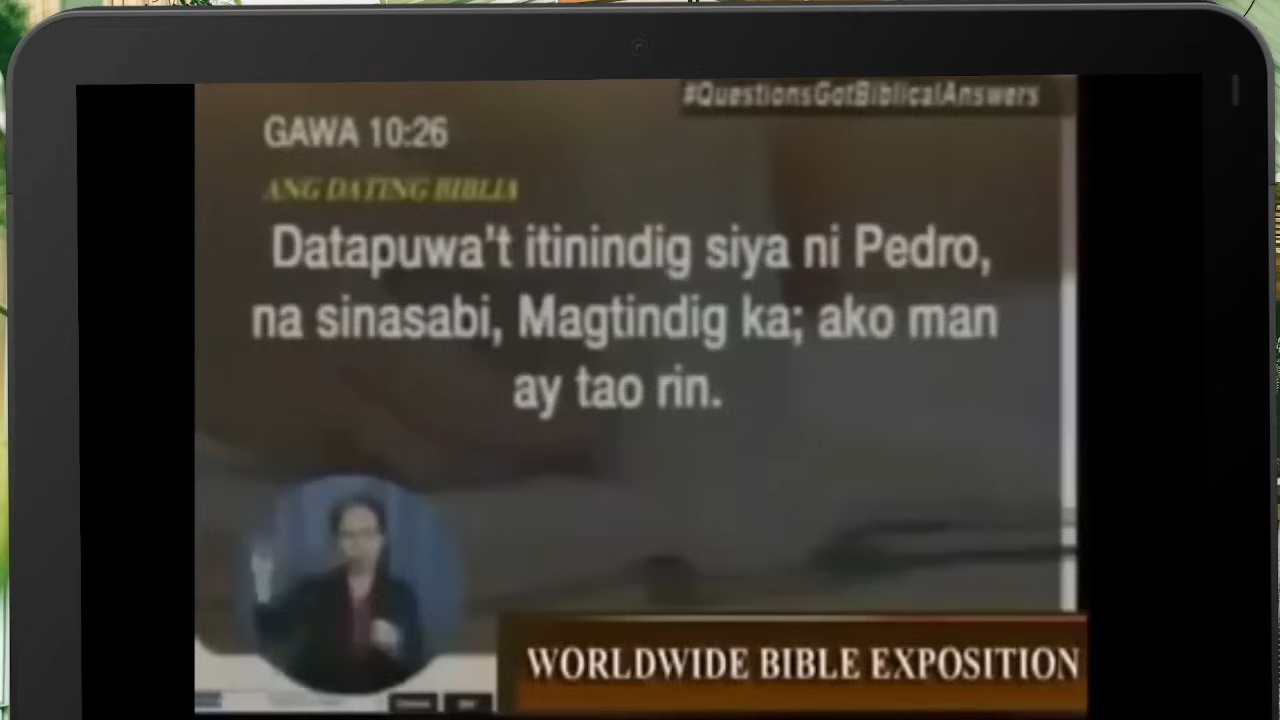 #QuestionsGotBiblicalAnswers
GAWA 10:26
ANG DATING BIBLIA
Datapuwa't itinindig siya ni Pedro,
na sinasabi, Magtindig ka; ako man
ay tao rin.
WORLDWIDE BIBLE EXPOSITION